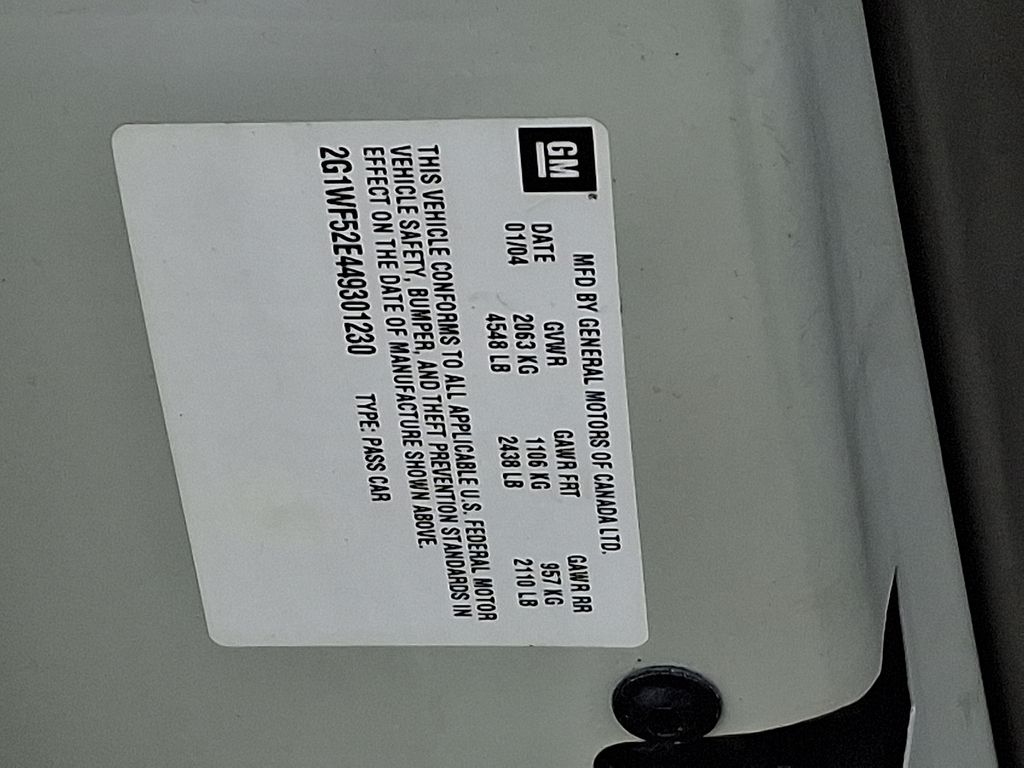 GM
MFD BY GENERAL MOTORS OF CANADA LTD.
DATE GVWR GAWR FRT GAWR RR
01/04 2063 KG 1106 KG 957 KG
4548 LB 2438 LB 2110 LB
THIS VEHICLE CONFORMS TO ALL APPLICABLE U.S. FEDERAL MOTOR
VEHICLE SAFETY, BUMPER, AND THEFT PREVENTION STANDARDS IN
EFFECT ON THE DATE OF MANUFACTURE SHOWN ABOVE.
2G1WF52E449301230 TYPE: PASS CAR